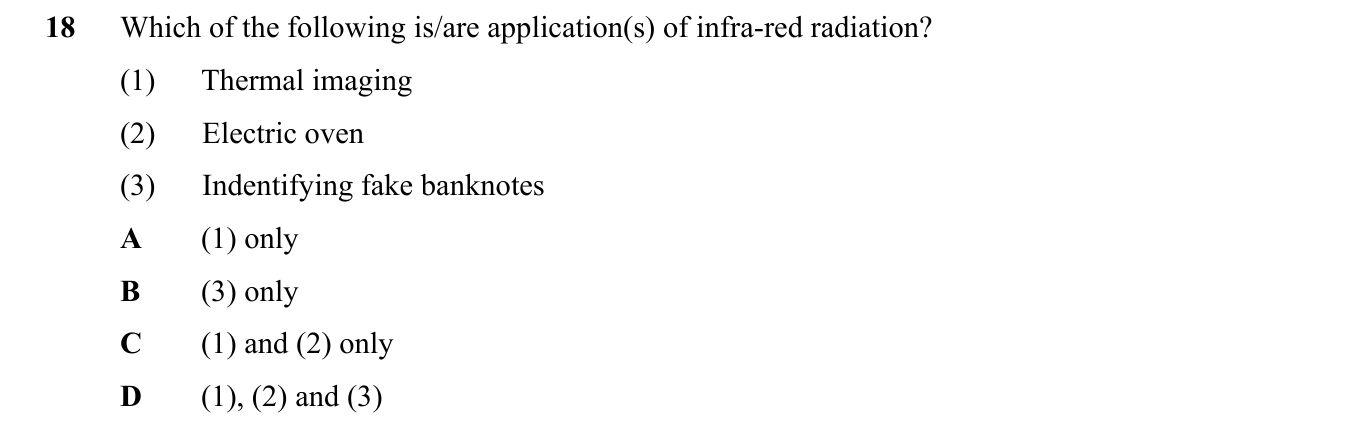 18 Which of the following is/are application(s) of infra-red radiation?
(1) Thermal imaging
(2) Electric oven
(3) Indentifying fake banknotes
A (1) only
B (3) only
C (1) and (2) only
D (1), (2) and (3)